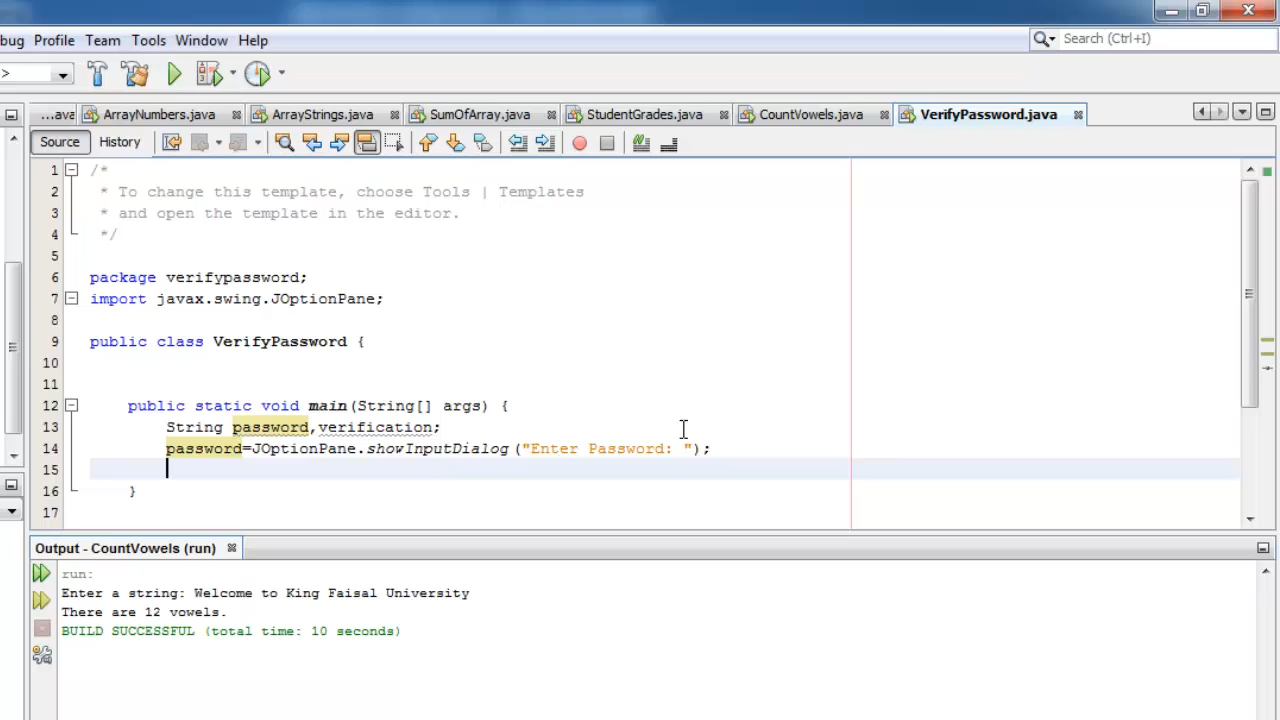 bug Profile Team Tools Window Help
Search (Ctrl+I)
>
...ava ArrayNumbers.java ArrayStrings.java SumOfArray.java StudentGrades.java CountVowels.java VerifyPassword.java
Source History
1 /*
2 * To change this template, choose Tools | Templates
3 * and open the template in the editor.
4 */
5
6 package verifypassword;
7 import javax.swing.JOptionPane;
8
9 public class VerifyPassword {
10
11
12 public static void main(String[] args) {
13 String password,verification;
14 password=JOptionPane.showInputDialog("Enter Password: ");
15
16 }
17
Output - CountVowels (run)
run:
Enter a string: Welcome to King Faisal University
There are 12 vowels.
BUILD SUCCESSFUL (total time: 10 seconds)